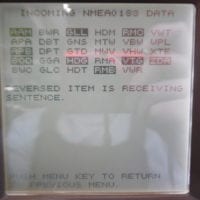 INCOMING NMEA0183 DATA
AAM BWR GLL HDM RMC VWT
APA DBT GNS MTW VBW WPL
APB DPT GTD MWV VHW XTE
BOD GGA HDG RMA VTG ZDA
BWC GLC HDT RMB VWR
REVERSED ITEM IS RECEIVING
SENTENCE.
PUSH MENU KEY TO RETURN
PREVIOUS MENU.